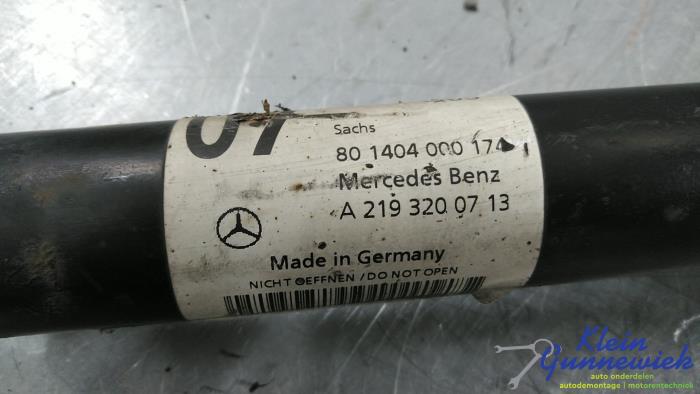 07
Sachs
80 1404 000 174
Mercedes Benz
A 219 320 07 13
Made in Germany
NICHT OEFFNEN / DO NOT OPEN
Klein
Gunnewiek
auto onderdelen
autodemontage | motorentechniek